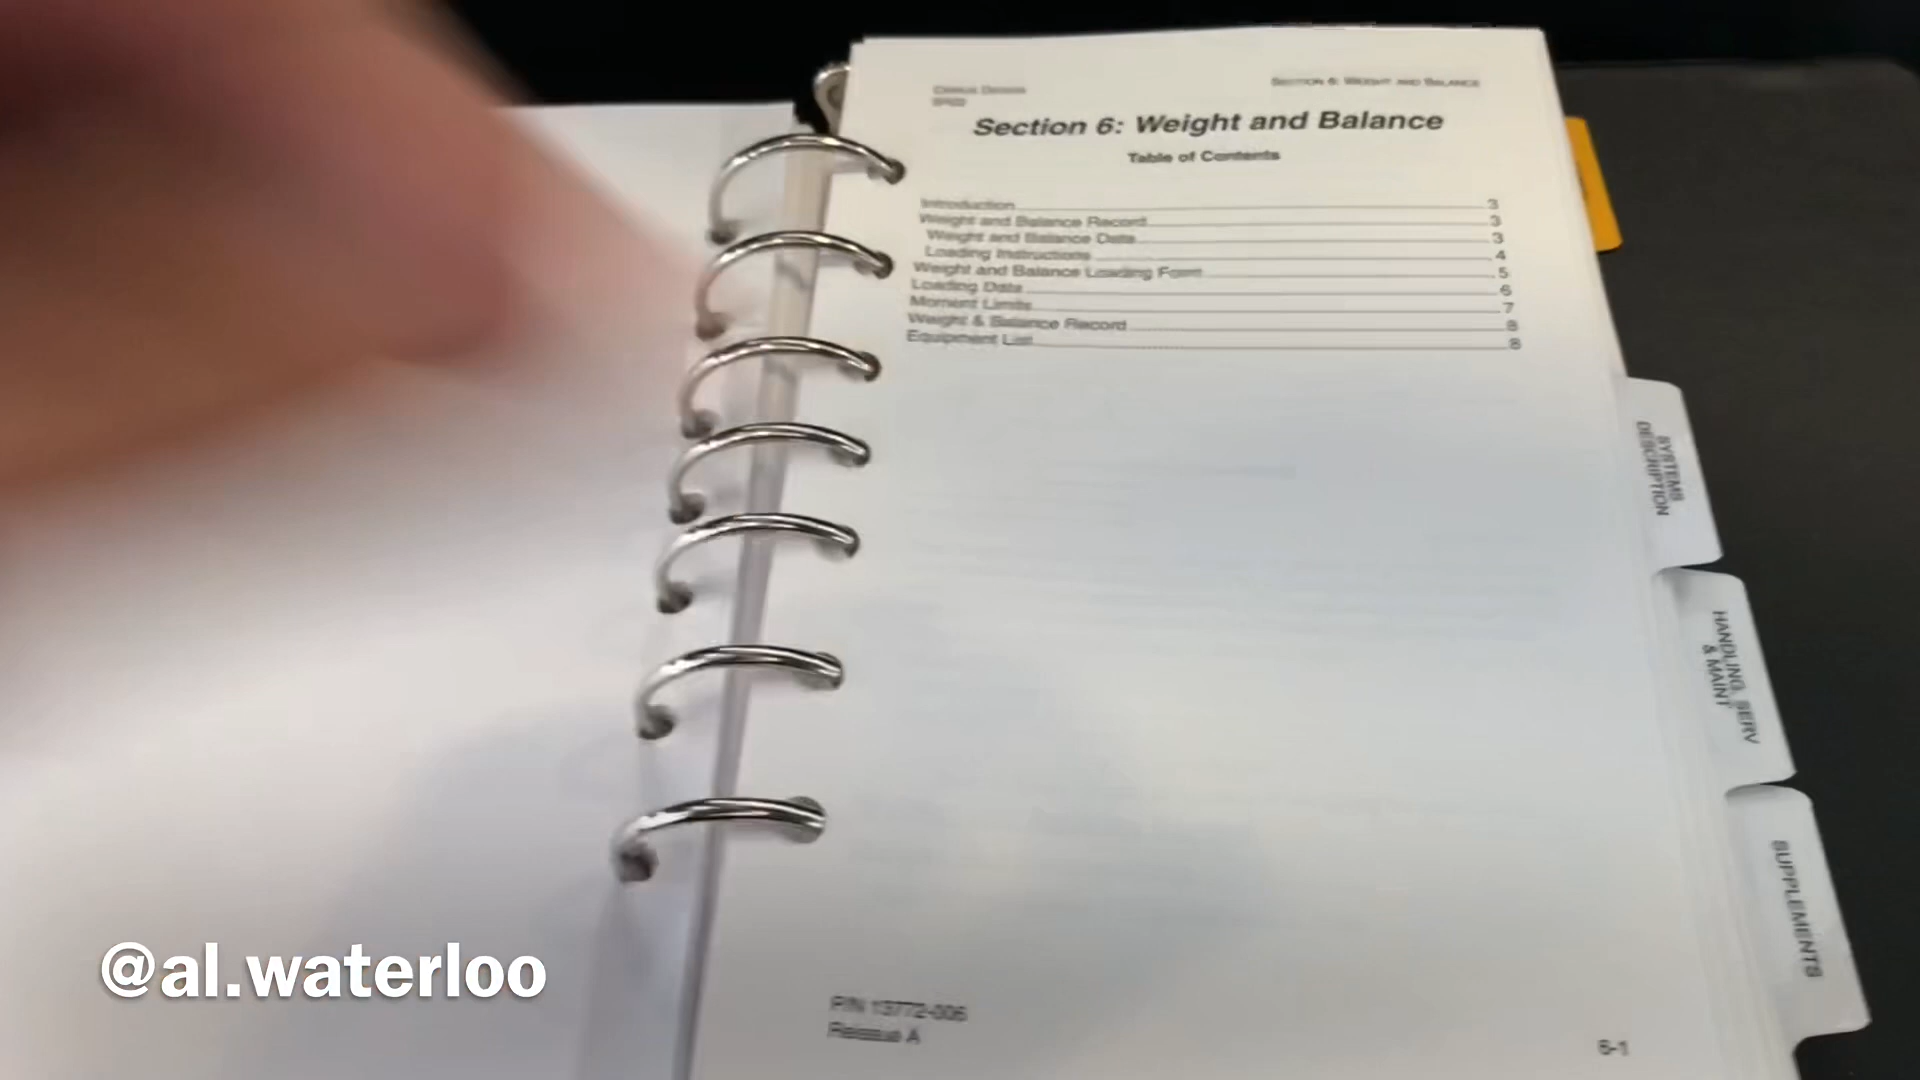 Cirrus Design
SR22
SECTION 6: WEIGHT AND BALANCE
Section 6: Weight and Balance
Table of Contents
Introduction 3
Weight and Balance Record 3
Weight and Balance Data 3
Loading Instructions 4
Weight and Balance Loading Form 5
Loading Data 6
Moment Limits 7
Weight & Balance Record 8
Equipment List 8
P/N 13772-006
Reissue A
6-1
SYSTEMS
DESCRIPTION
HANDLING, SERV
& MAINT
SUPPLEMENTS
@al.waterloo